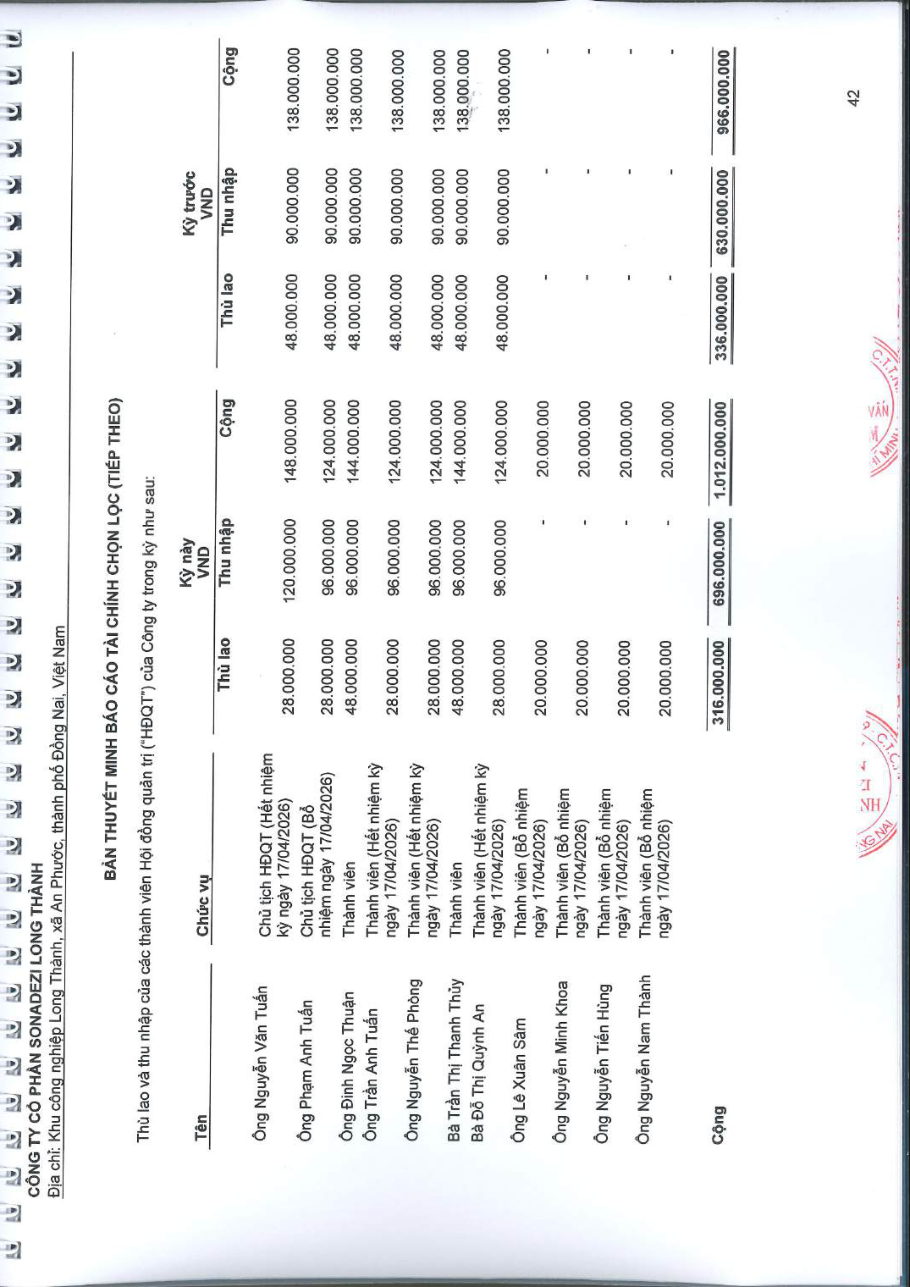 CÔNG TY CỔ PHẦN SONADEZI LONG THÀNH
Địa chỉ: Khu công nghiệp Long Thành, xã An Phước, thành phố Đồng Nai, Việt Nam
BẢN THUYẾT MINH BÁO CÁO TÀI CHÍNH CHỌN LỌC (TIẾP THEO)
Thù lao và thu nhập của các thành viên Hội đồng quản trị ("HĐQT") của Công ty trong kỳ như sau:
Kỳ này Kỳ trước
VND VND
Tên Chức vụ Thù lao Thu nhập Cộng Thù lao Thu nhập Cộng
Ông Nguyễn Văn Tuấn Chủ tịch HĐQT (Hết nhiệm
kỳ ngày 17/04/2026) 28.000.000 120.000.000 148.000.000 48.000.000 90.000.000 138.000.000
Ông Phạm Anh Tuấn Chủ tịch HĐQT (Bổ
nhiệm ngày 17/04/2026) 28.000.000 96.000.000 124.000.000 48.000.000 90.000.000 138.000.000
Ông Đinh Ngọc Thuận Thành viên 48.000.000 96.000.000 144.000.000 48.000.000 90.000.000 138.000.000
Ông Trần Anh Tuấn Thành viên (Hết nhiệm kỳ
ngày 17/04/2026) 28.000.000 96.000.000 124.000.000 48.000.000 90.000.000 138.000.000
Ông Nguyễn Thế Phòng Thành viên (Hết nhiệm kỳ
ngày 17/04/2026) 28.000.000 96.000.000 124.000.000 48.000.000 90.000.000 138.000.000
Bà Trần Thị Thanh Thủy Thành viên 48.000.000 96.000.000 144.000.000 48.000.000 90.000.000 138.000.000
Bà Đỗ Thị Quỳnh An Thành viên (Hết nhiệm kỳ
ngày 17/04/2026) 28.000.000 96.000.000 124.000.000 48.000.000 90.000.000 138.000.000
Ông Lê Xuân Sâm Thành viên (Bổ nhiệm
ngày 17/04/2026) 20.000.000 - 20.000.000 - - -
Ông Nguyễn Minh Khoa Thành viên (Bổ nhiệm
ngày 17/04/2026) 20.000.000 - 20.000.000 - - -
Ông Nguyễn Tiến Hùng Thành viên (Bổ nhiệm
ngày 17/04/2026) 20.000.000 - 20.000.000 - - -
Ông Nguyễn Nam Thành Thành viên (Bổ nhiệm
ngày 17/04/2026) 20.000.000 - 20.000.000 - - -
Cộng 316.000.000 696.000.000 1.012.000.000 336.000.000 630.000.000 966.000.000
42